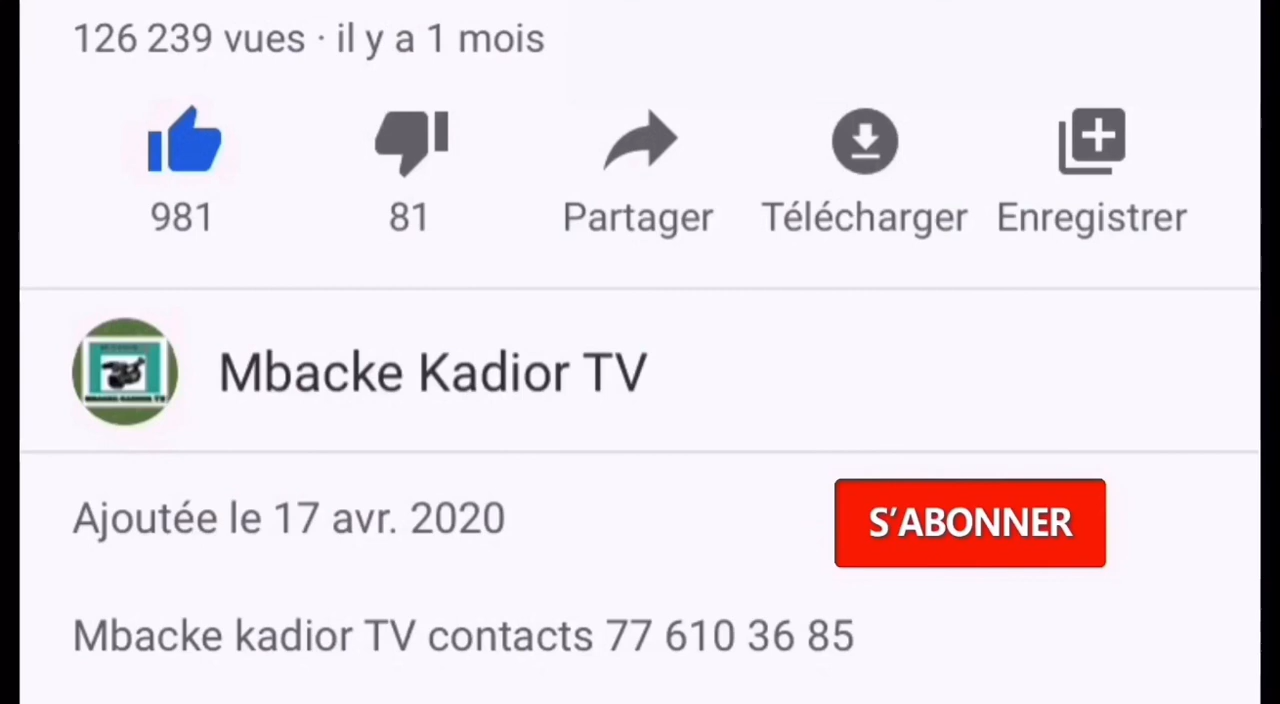 126 239 vues · il y a 1 mois
981 81 Partager Télécharger Enregistrer
Mbacke Kadior TV
Ajoutée le 17 avr. 2020
S'ABONNER
Mbacke kadior TV contacts 77 610 36 85